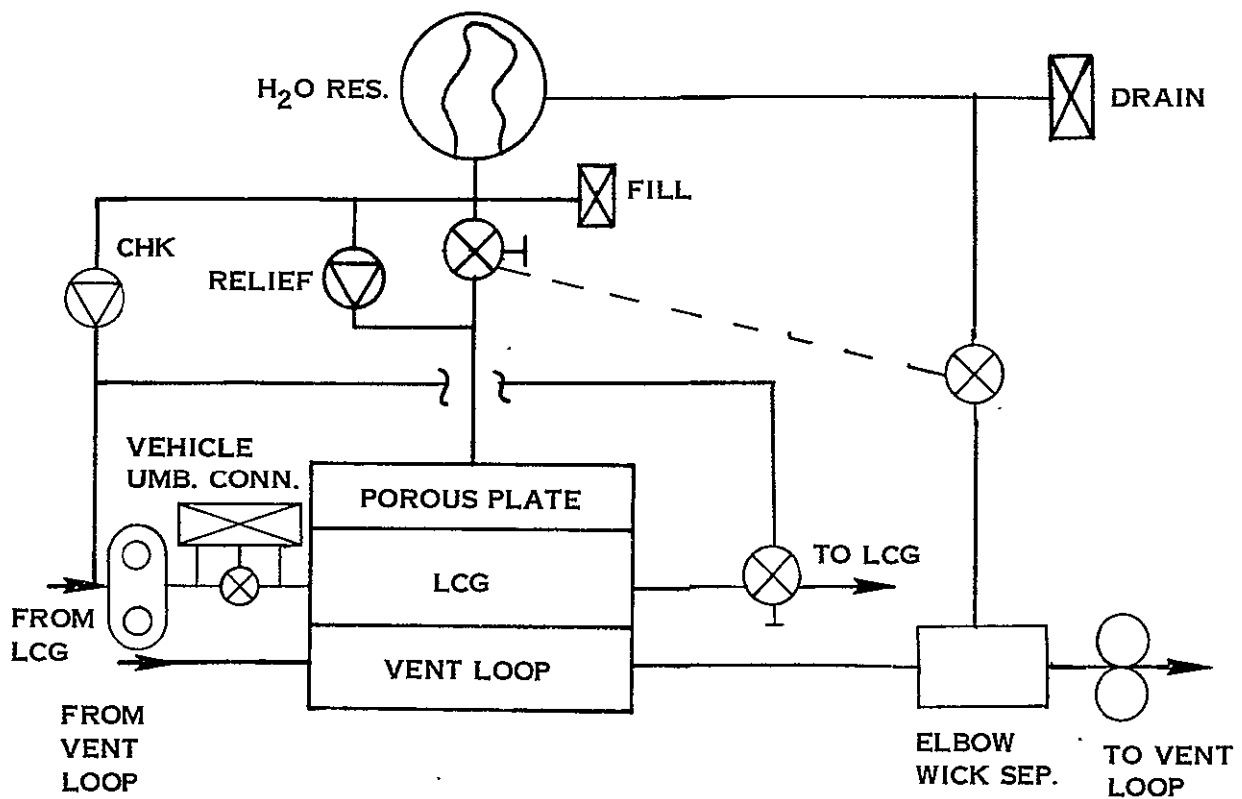 H₂O RES.
DRAIN
FILL
CHK
RELIEF
VEHICLE
UMB. CONN.
POROUS PLATE
LCG
TO LCG
FROM
LCG
VENT LOOP
FROM
VENT
LOOP
ELBOW
WICK SEP.
TO VENT
LOOP